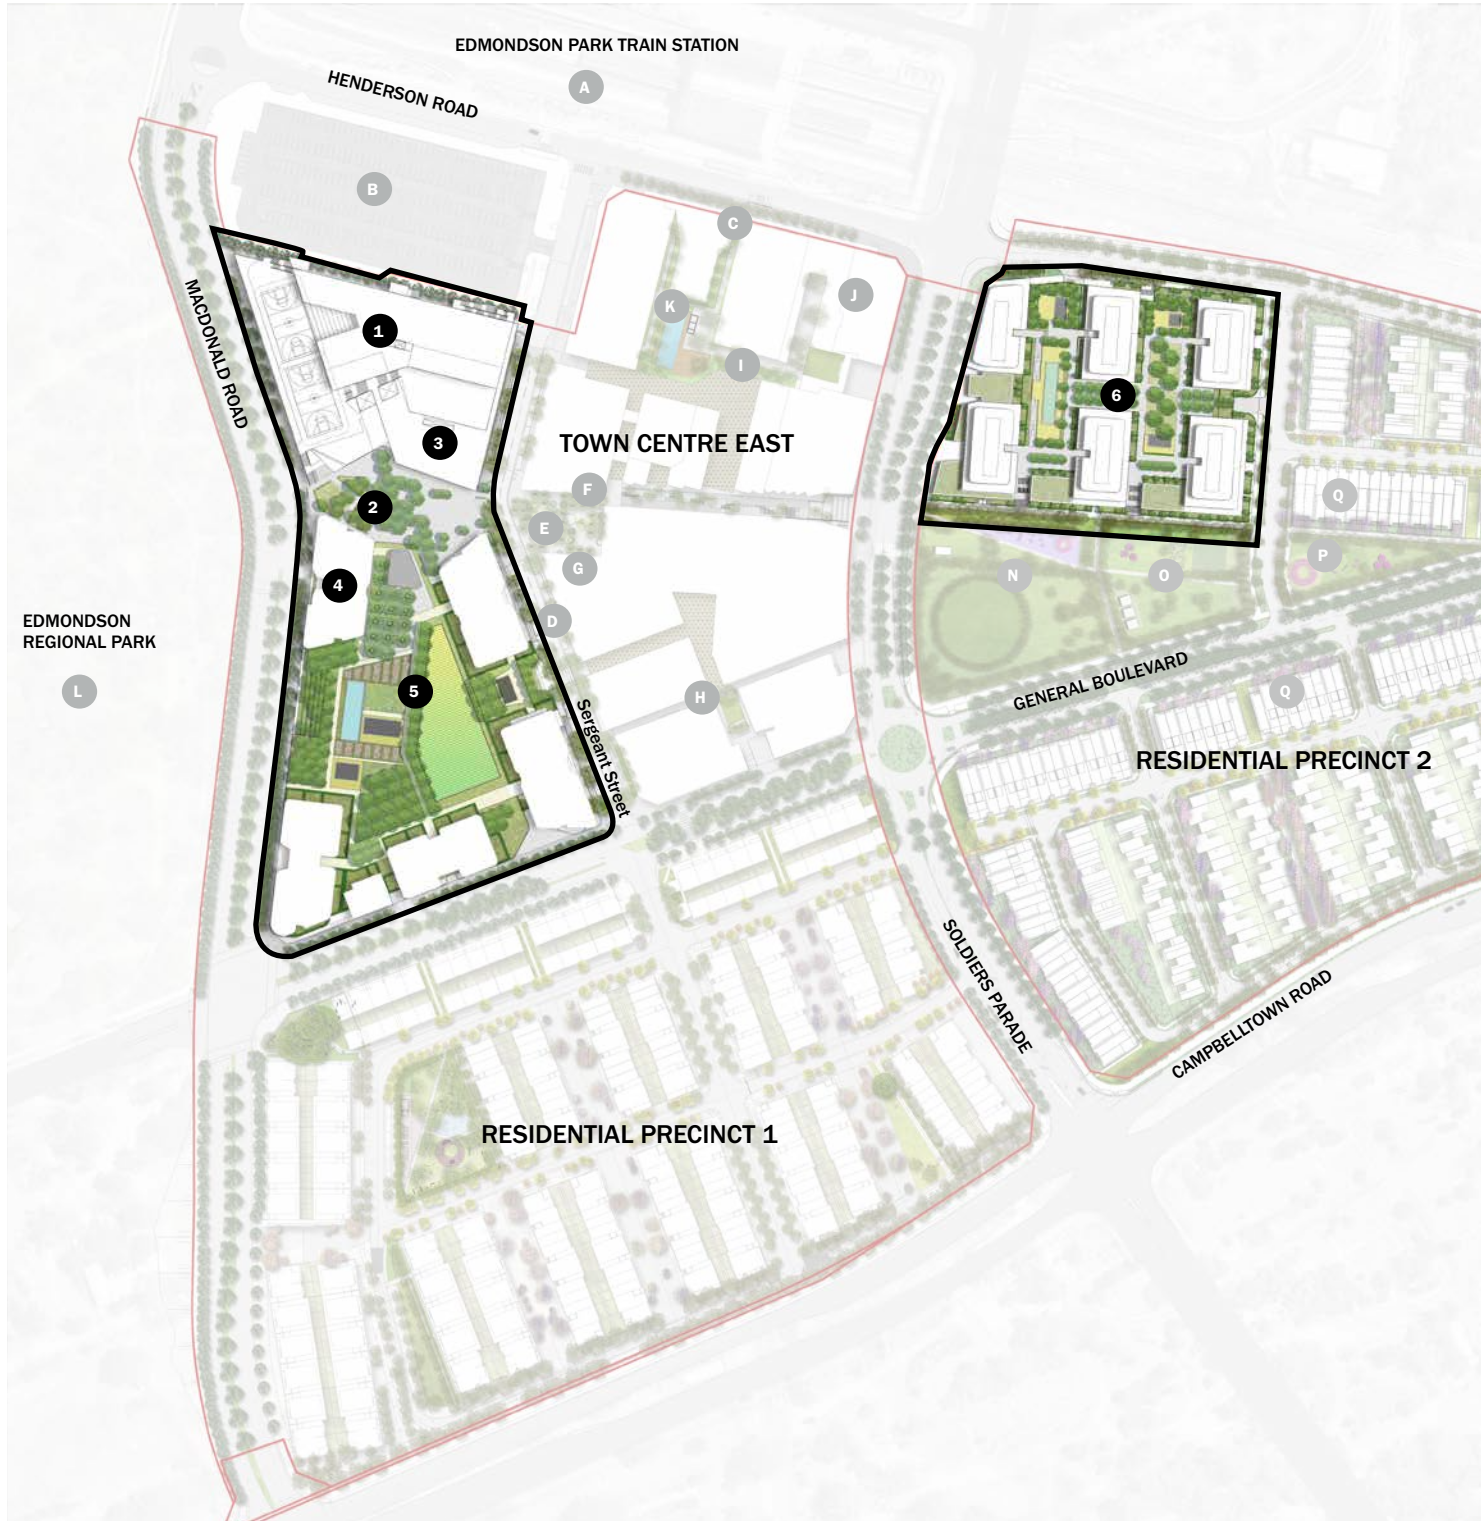 EDMONDSON PARK TRAIN STATION
A
HENDERSON ROAD
B
C
K
J
I
MACDONALD ROAD
1
3
2
4
5
6
TOWN CENTRE EAST
F
E
G
D
H
Sergeant Street
EDMONDSON
REGIONAL PARK
L
N
O
P
Q
GENERAL BOULEVARD
Q
RESIDENTIAL PRECINCT 2
SOLDIERS PARADE
CAMPBELLTOWN ROAD
RESIDENTIAL PRECINCT 1